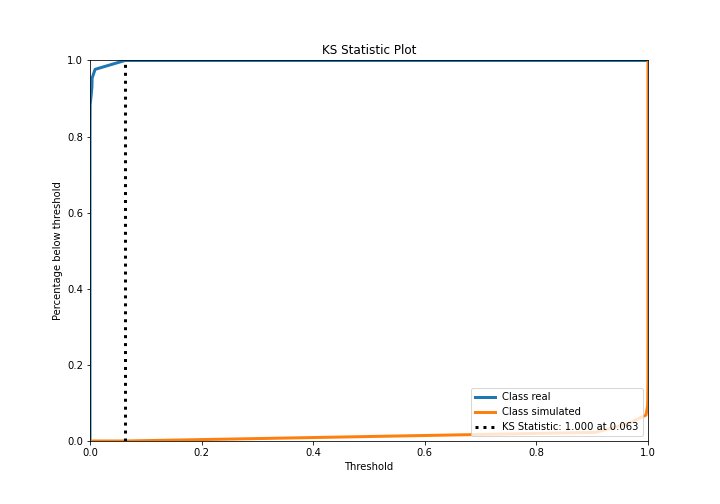 KS Statistic Plot
Percentage below threshold
1.0
0.8
0.6
0.4
0.2
0.0
0.0 0.2 0.4 0.6 0.8 1.0
Threshold
Class real
Class simulated
KS Statistic: 1.000 at 0.063